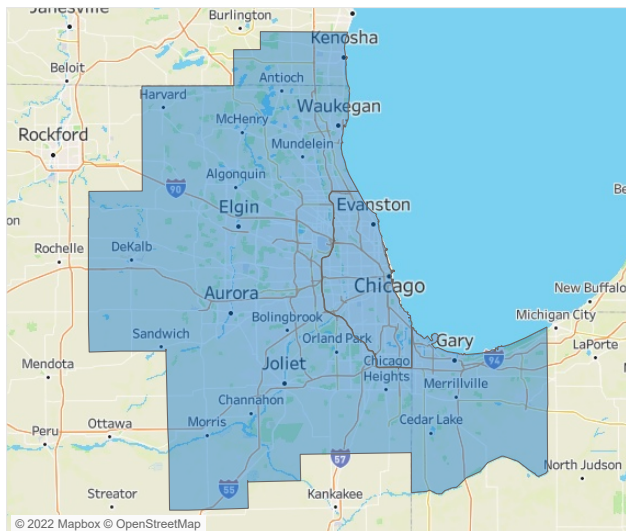 Janesville
Burlington
Kenosha
Beloit
Antioch
Harvard
Waukegan
McHenry
Rockford
Mundelein
Algonquin
90
Be
Elgin
Evanston
on
DeKalb
Rochelle
Chicago
New Buffalo
Aurora
Michigan City
Bolingbrook
Sandwich
Orland Park
Gary
LaPorte
Mendota
Joliet
Chicago
Heights
94
Merrillville
Channahon
Morris
Ottawa
Cedar Lake
Peru
57
North Judson
Streator
55
Kankakee
© 2022 Mapbox © OpenStreetMap